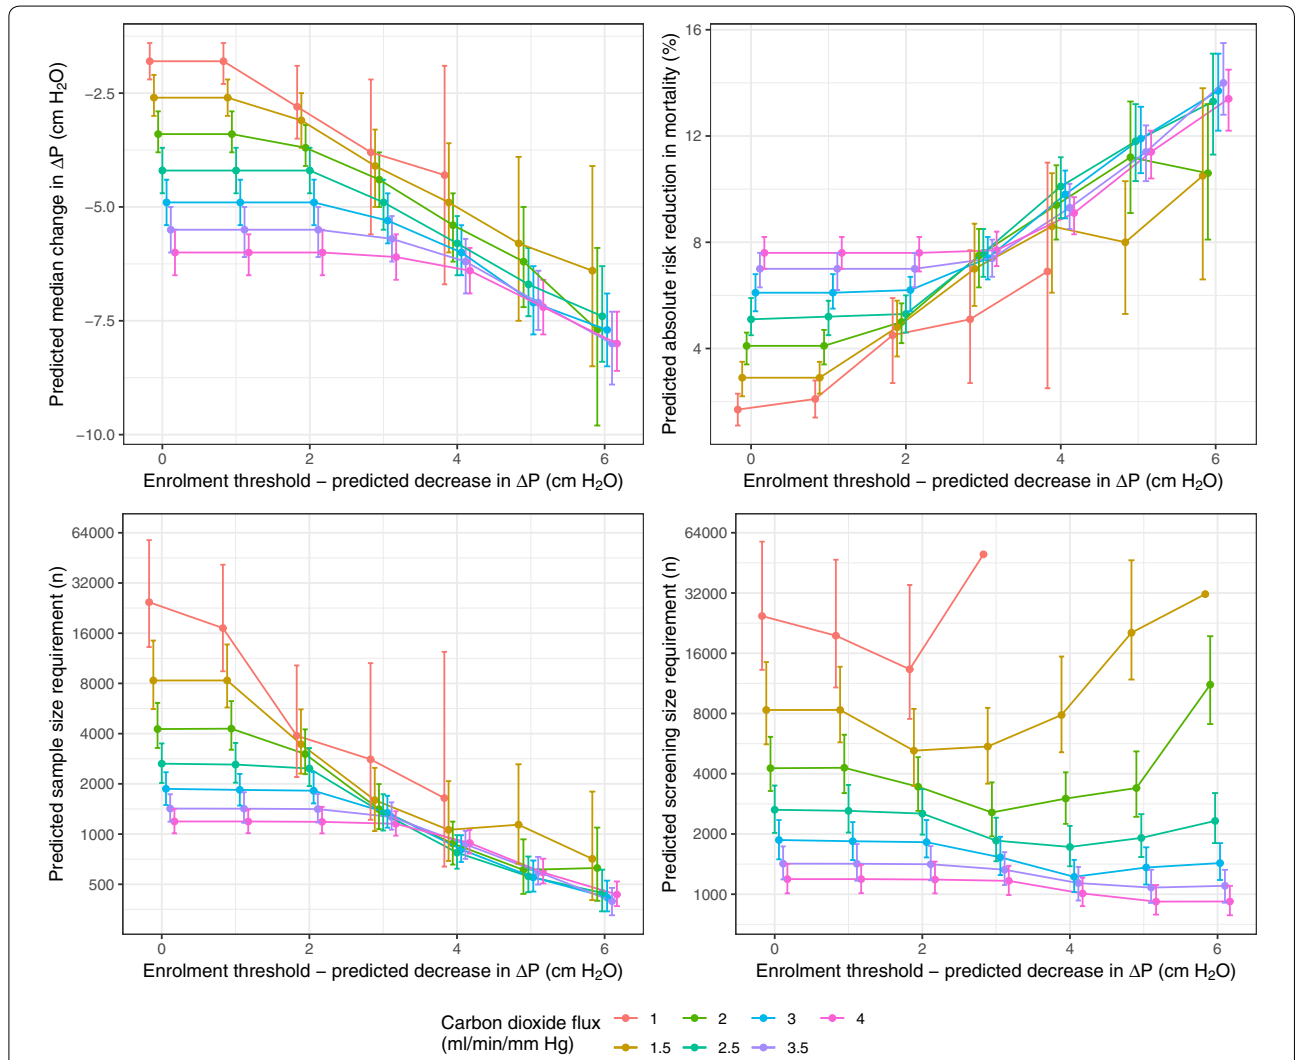 Predicted median change in ΔP (cm H2O)
−2.5
−5.0
−7.5
−10.0
0 2 4 6
Enrolment threshold − predicted decrease in ΔP (cm H2O)
Predicted absolute risk reduction in mortality (%)
16
12
8
4
0 2 4 6
Enrolment threshold − predicted decrease in ΔP (cm H2O)
Predicted sample size requirement (n)
64000
32000
16000
8000
4000
2000
1000
500
0 2 4 6
Enrolment threshold − predicted decrease in ΔP (cm H2O)
Predicted screening size requirement (n)
64000
32000
16000
8000
4000
2000
1000
0 2 4 6
Enrolment threshold − predicted decrease in ΔP (cm H2O)
Carbon dioxide flux
(ml/min/mm Hg)
1 2 3 4
1.5 2.5 3.5